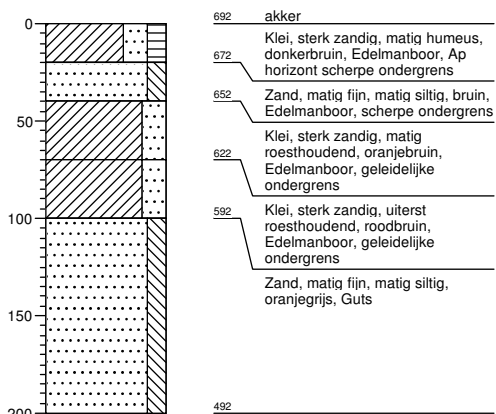 0
50
100
150
200
692 akker
Klei, sterk zandig, matig humeus,
donkerbruin, Edelmanboor, Ap
horizont scherpe ondergrens
672
Zand, matig fijn, matig siltig, bruin,
Edelmanboor, scherpe ondergrens
652
Klei, sterk zandig, matig
roesthoudend, oranjebruin,
Edelmanboor, geleidelijke
ondergrens
622
Klei, sterk zandig, uiterst
roesthoudend, roodbruin,
Edelmanboor, geleidelijke
ondergrens
592
Zand, matig fijn, matig siltig,
oranjegrijs, Guts
492